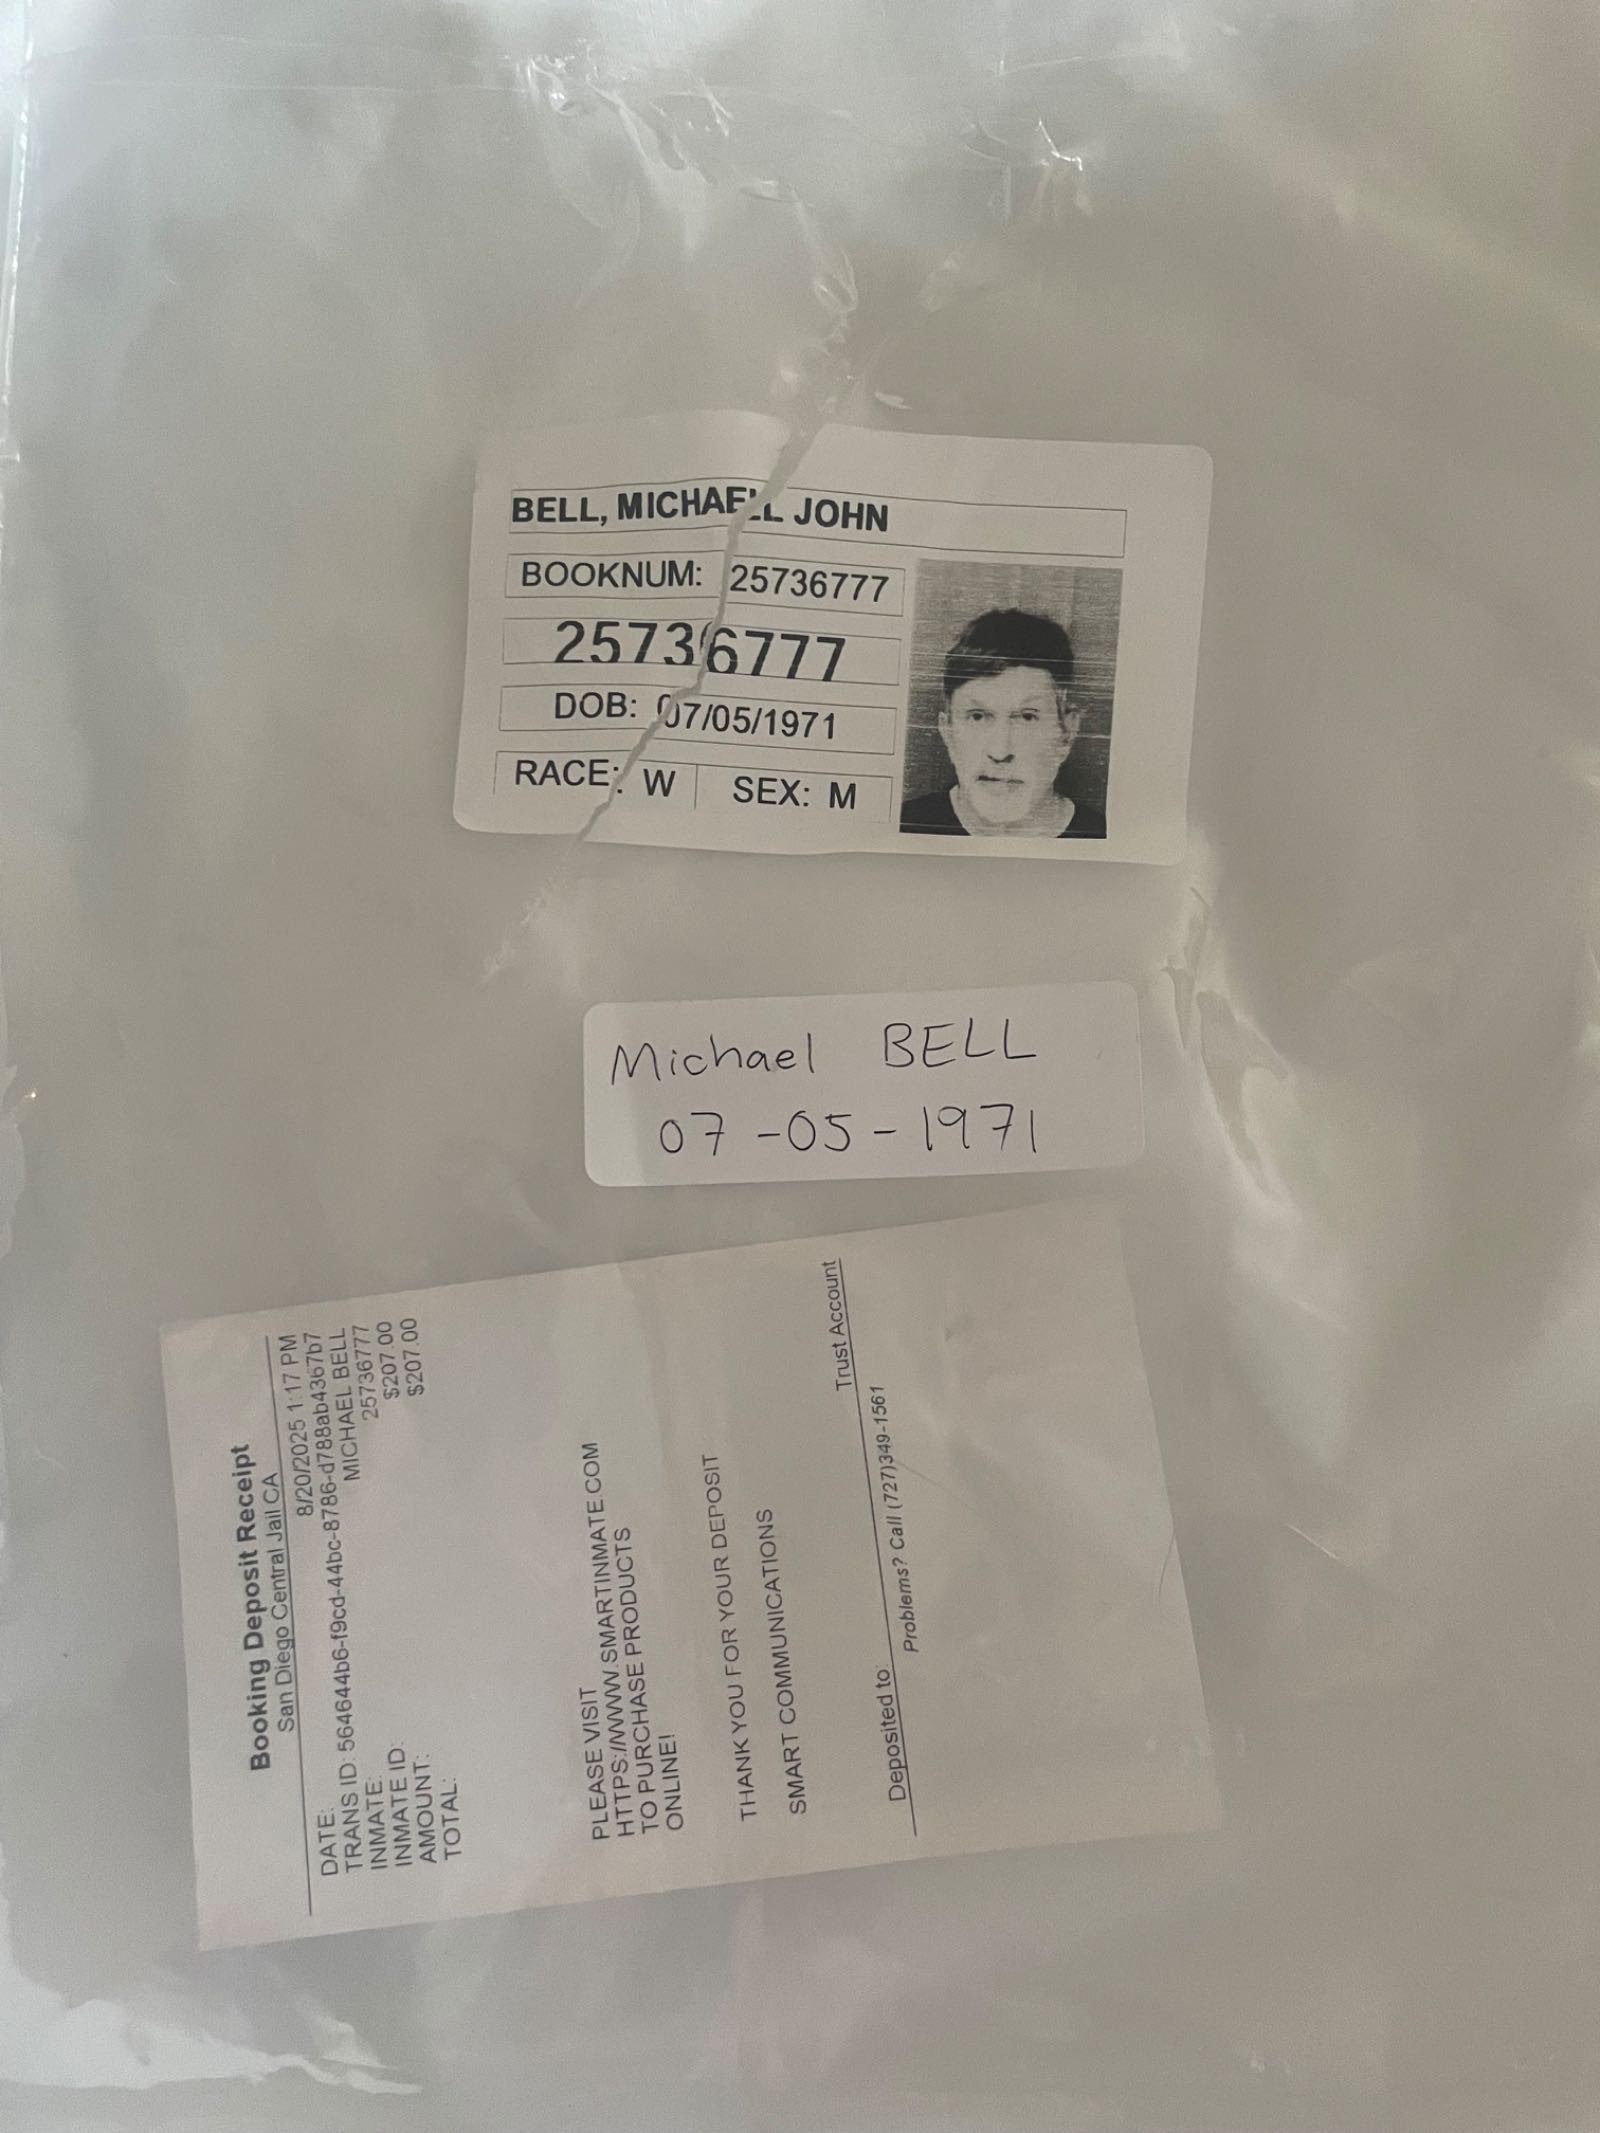 BELL, MICHAEL JOHN
BOOKNUM: 25736777
25736777
DOB: 07/05/1971
RACE: W SEX: M
Michael BELL
07-05-1971
Booking Deposit Receipt
San Diego Central Jail CA
DATE: 8/20/2025 1:17 PM
TRANS ID: 564644b6-f9cd-44bc-8786-d788ab4367b7
INMATE: MICHAEL BELL
INMATE ID: 25736777
AMOUNT: $207.00
TOTAL: $207.00
PLEASE VISIT
HTTPS://WWW.SMARTINMATE.COM
TO PURCHASE PRODUCTS
ONLINE!
THANK YOU FOR YOUR DEPOSIT
SMART COMMUNICATIONS
Deposited to: Trust Account
Problems? Call (727)349-1561